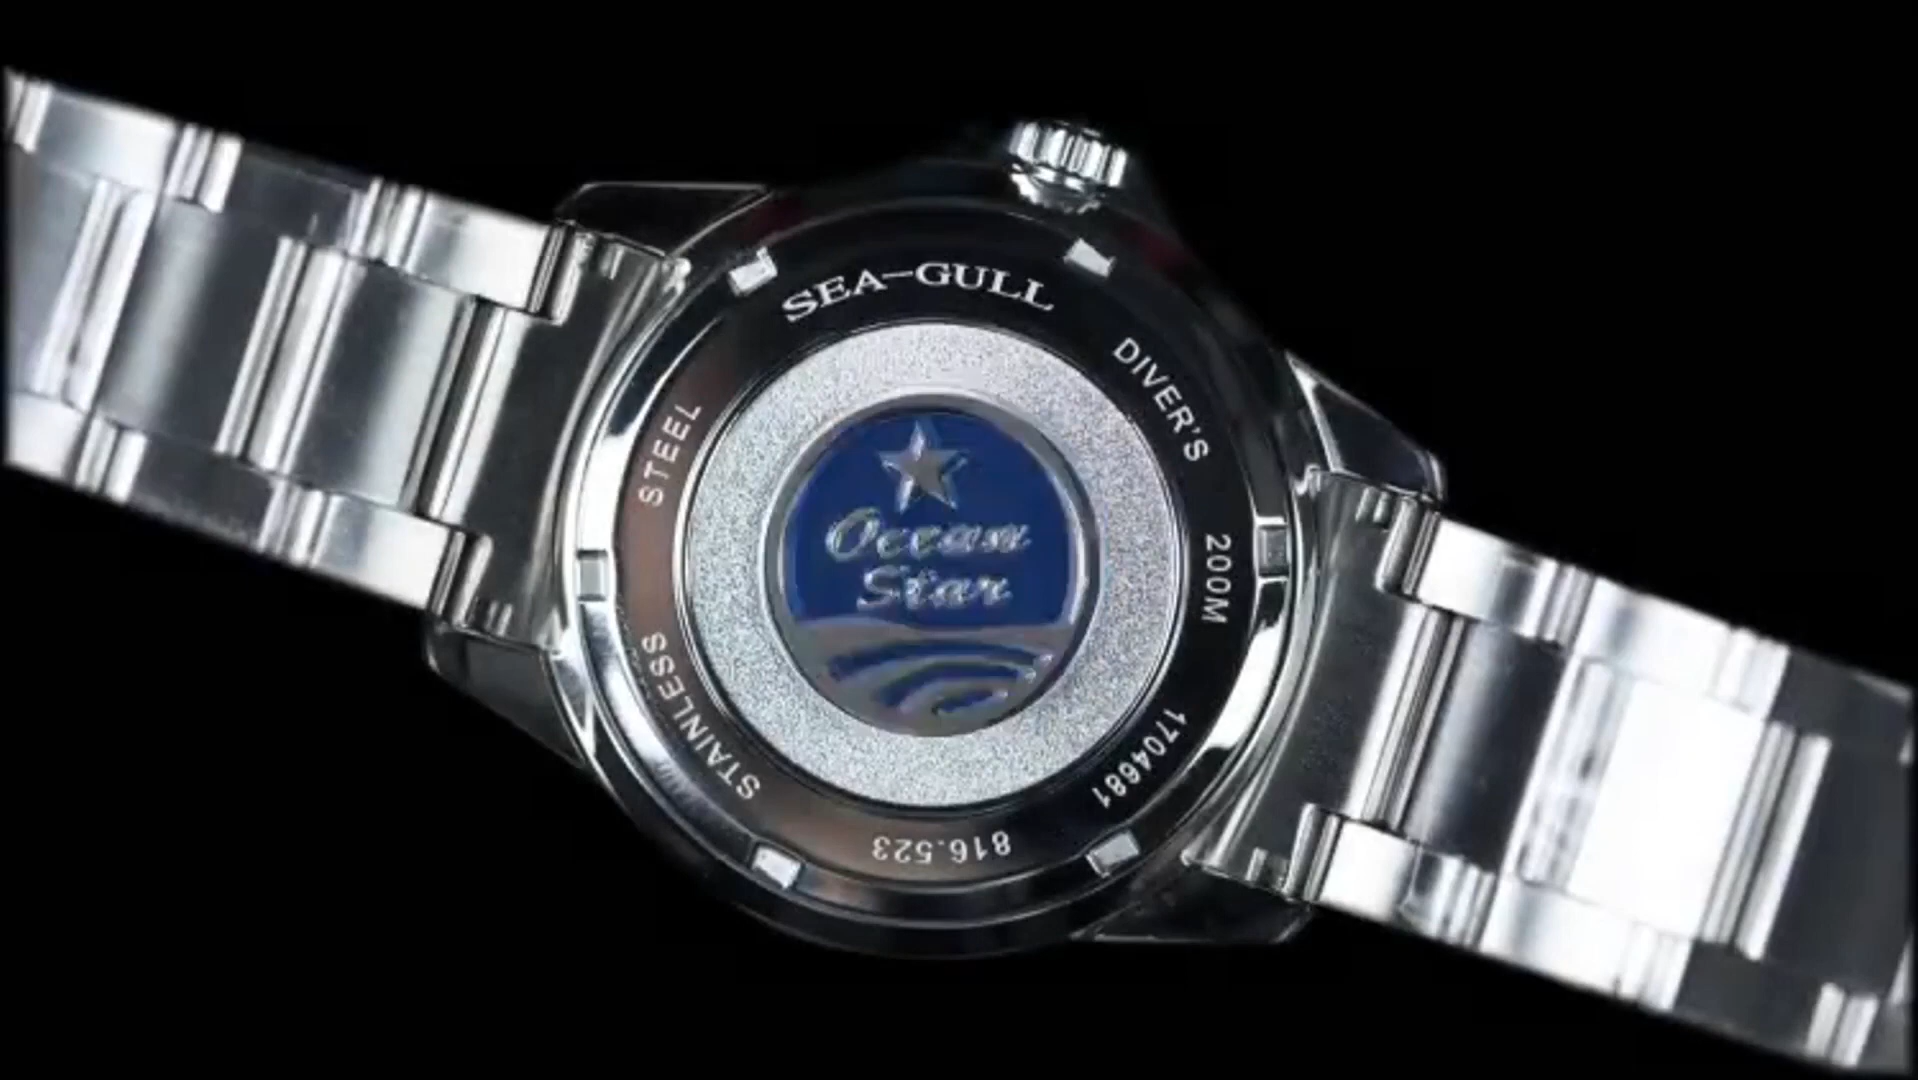 SEA-GULL
DIVER'S
200M
1704681
816.523
STAINLESS
STEEL
Ocean
Star